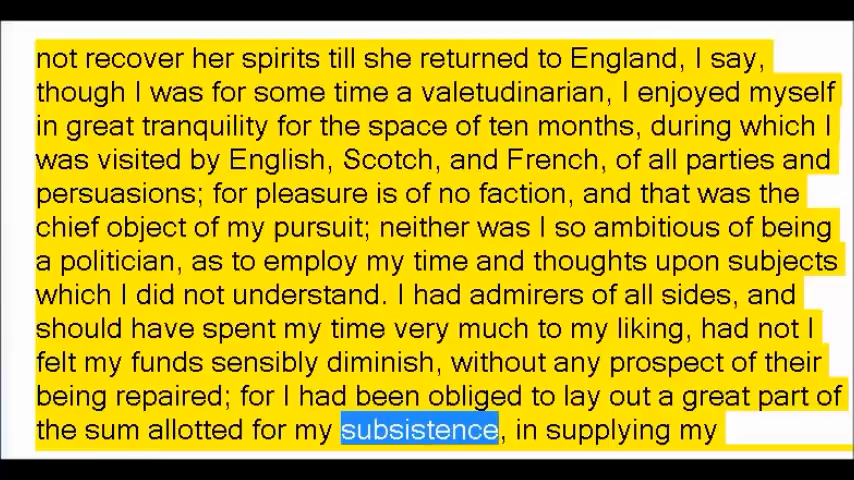 not recover her spirits till she returned to England, I say,
though I was for some time a valetudinarian, I enjoyed myself
in great tranquility for the space of ten months, during which I
was visited by English, Scotch, and French, of all parties and
persuasions; for pleasure is of no faction, and that was the
chief object of my pursuit; neither was I so ambitious of being
a politician, as to employ my time and thoughts upon subjects
which I did not understand. I had admirers of all sides, and
should have spent my time very much to my liking, had not I
felt my funds sensibly diminish, without any prospect of their
being repaired; for I had been obliged to lay out a great part of
the sum allotted for my subsistence, in supplying my